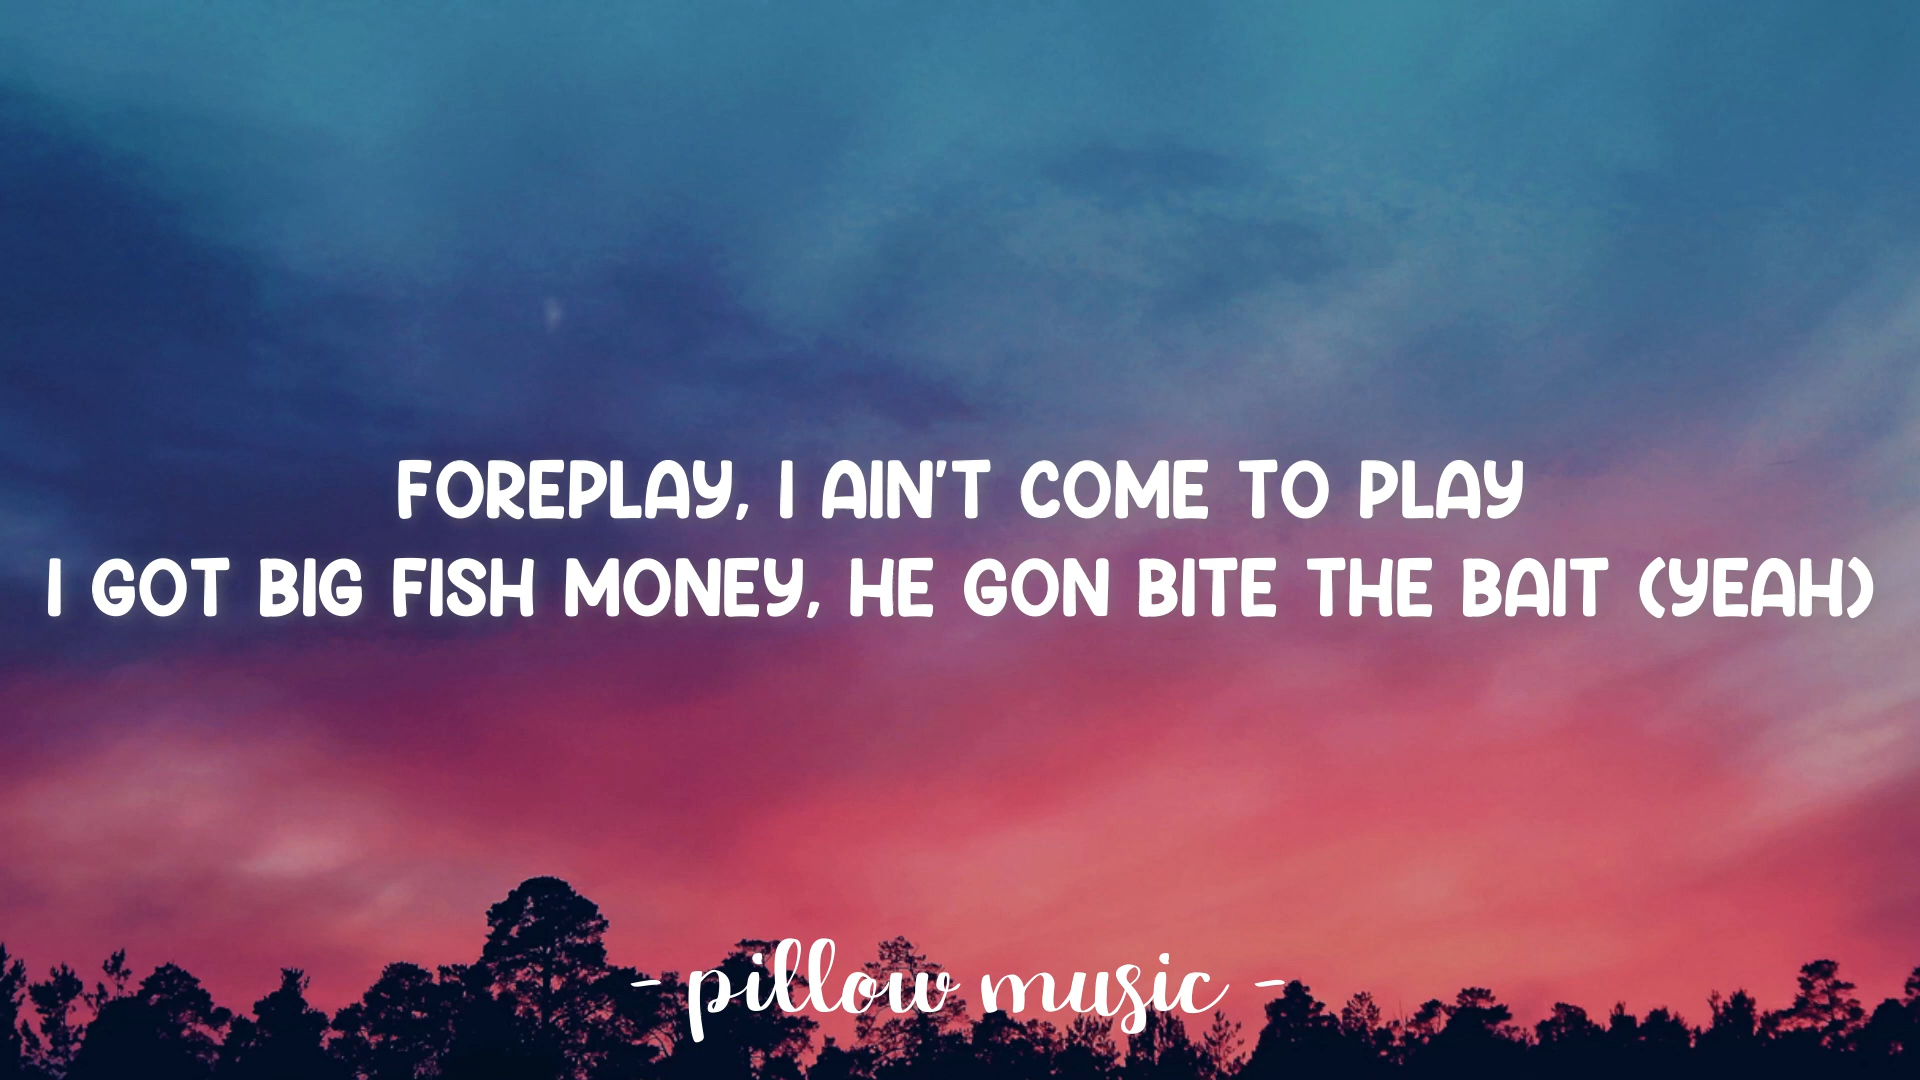 FOREPLAY, I AIN'T COME TO PLAY
I GOT BIG FISH MONEY, HE GON BITE THE BAIT (YEAH)
- pillow music -